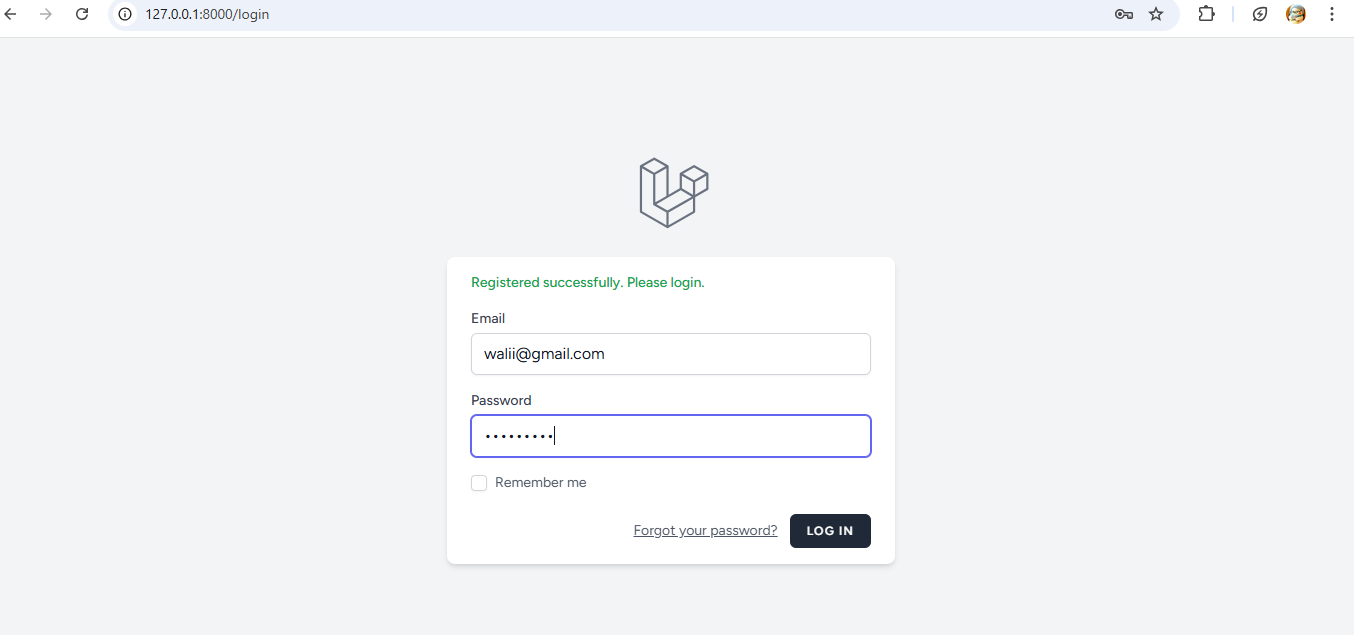 127.0.0.1:8000/login
Registered successfully. Please login.
Email
walii@gmail.com
Password
Remember me
Forgot your password? LOG IN